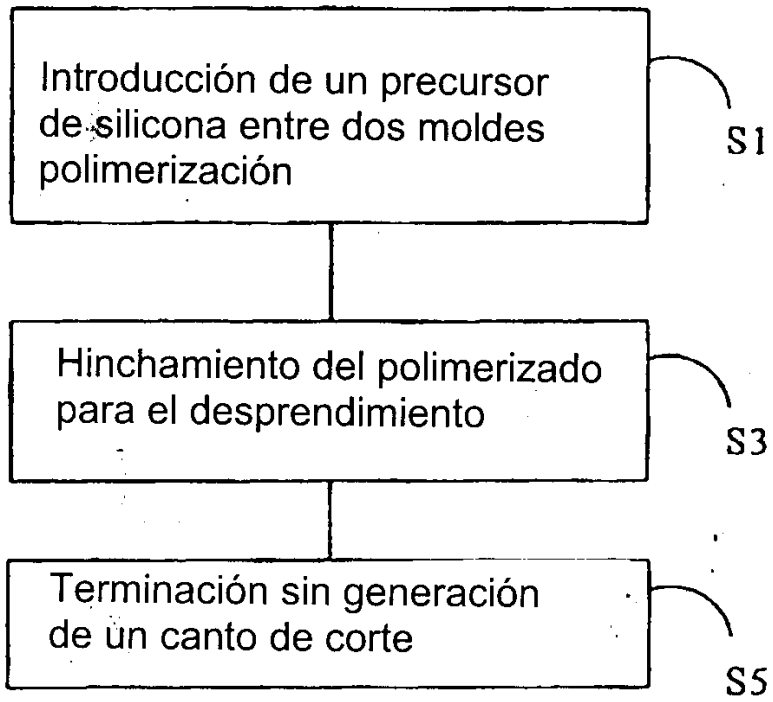 Introducción de un precursor
de silicona entre dos moldes
polimerización
S1
Hinchamiento del polimerizado
para el desprendimiento
S3
Terminación sin generación
de un canto de corte
S5